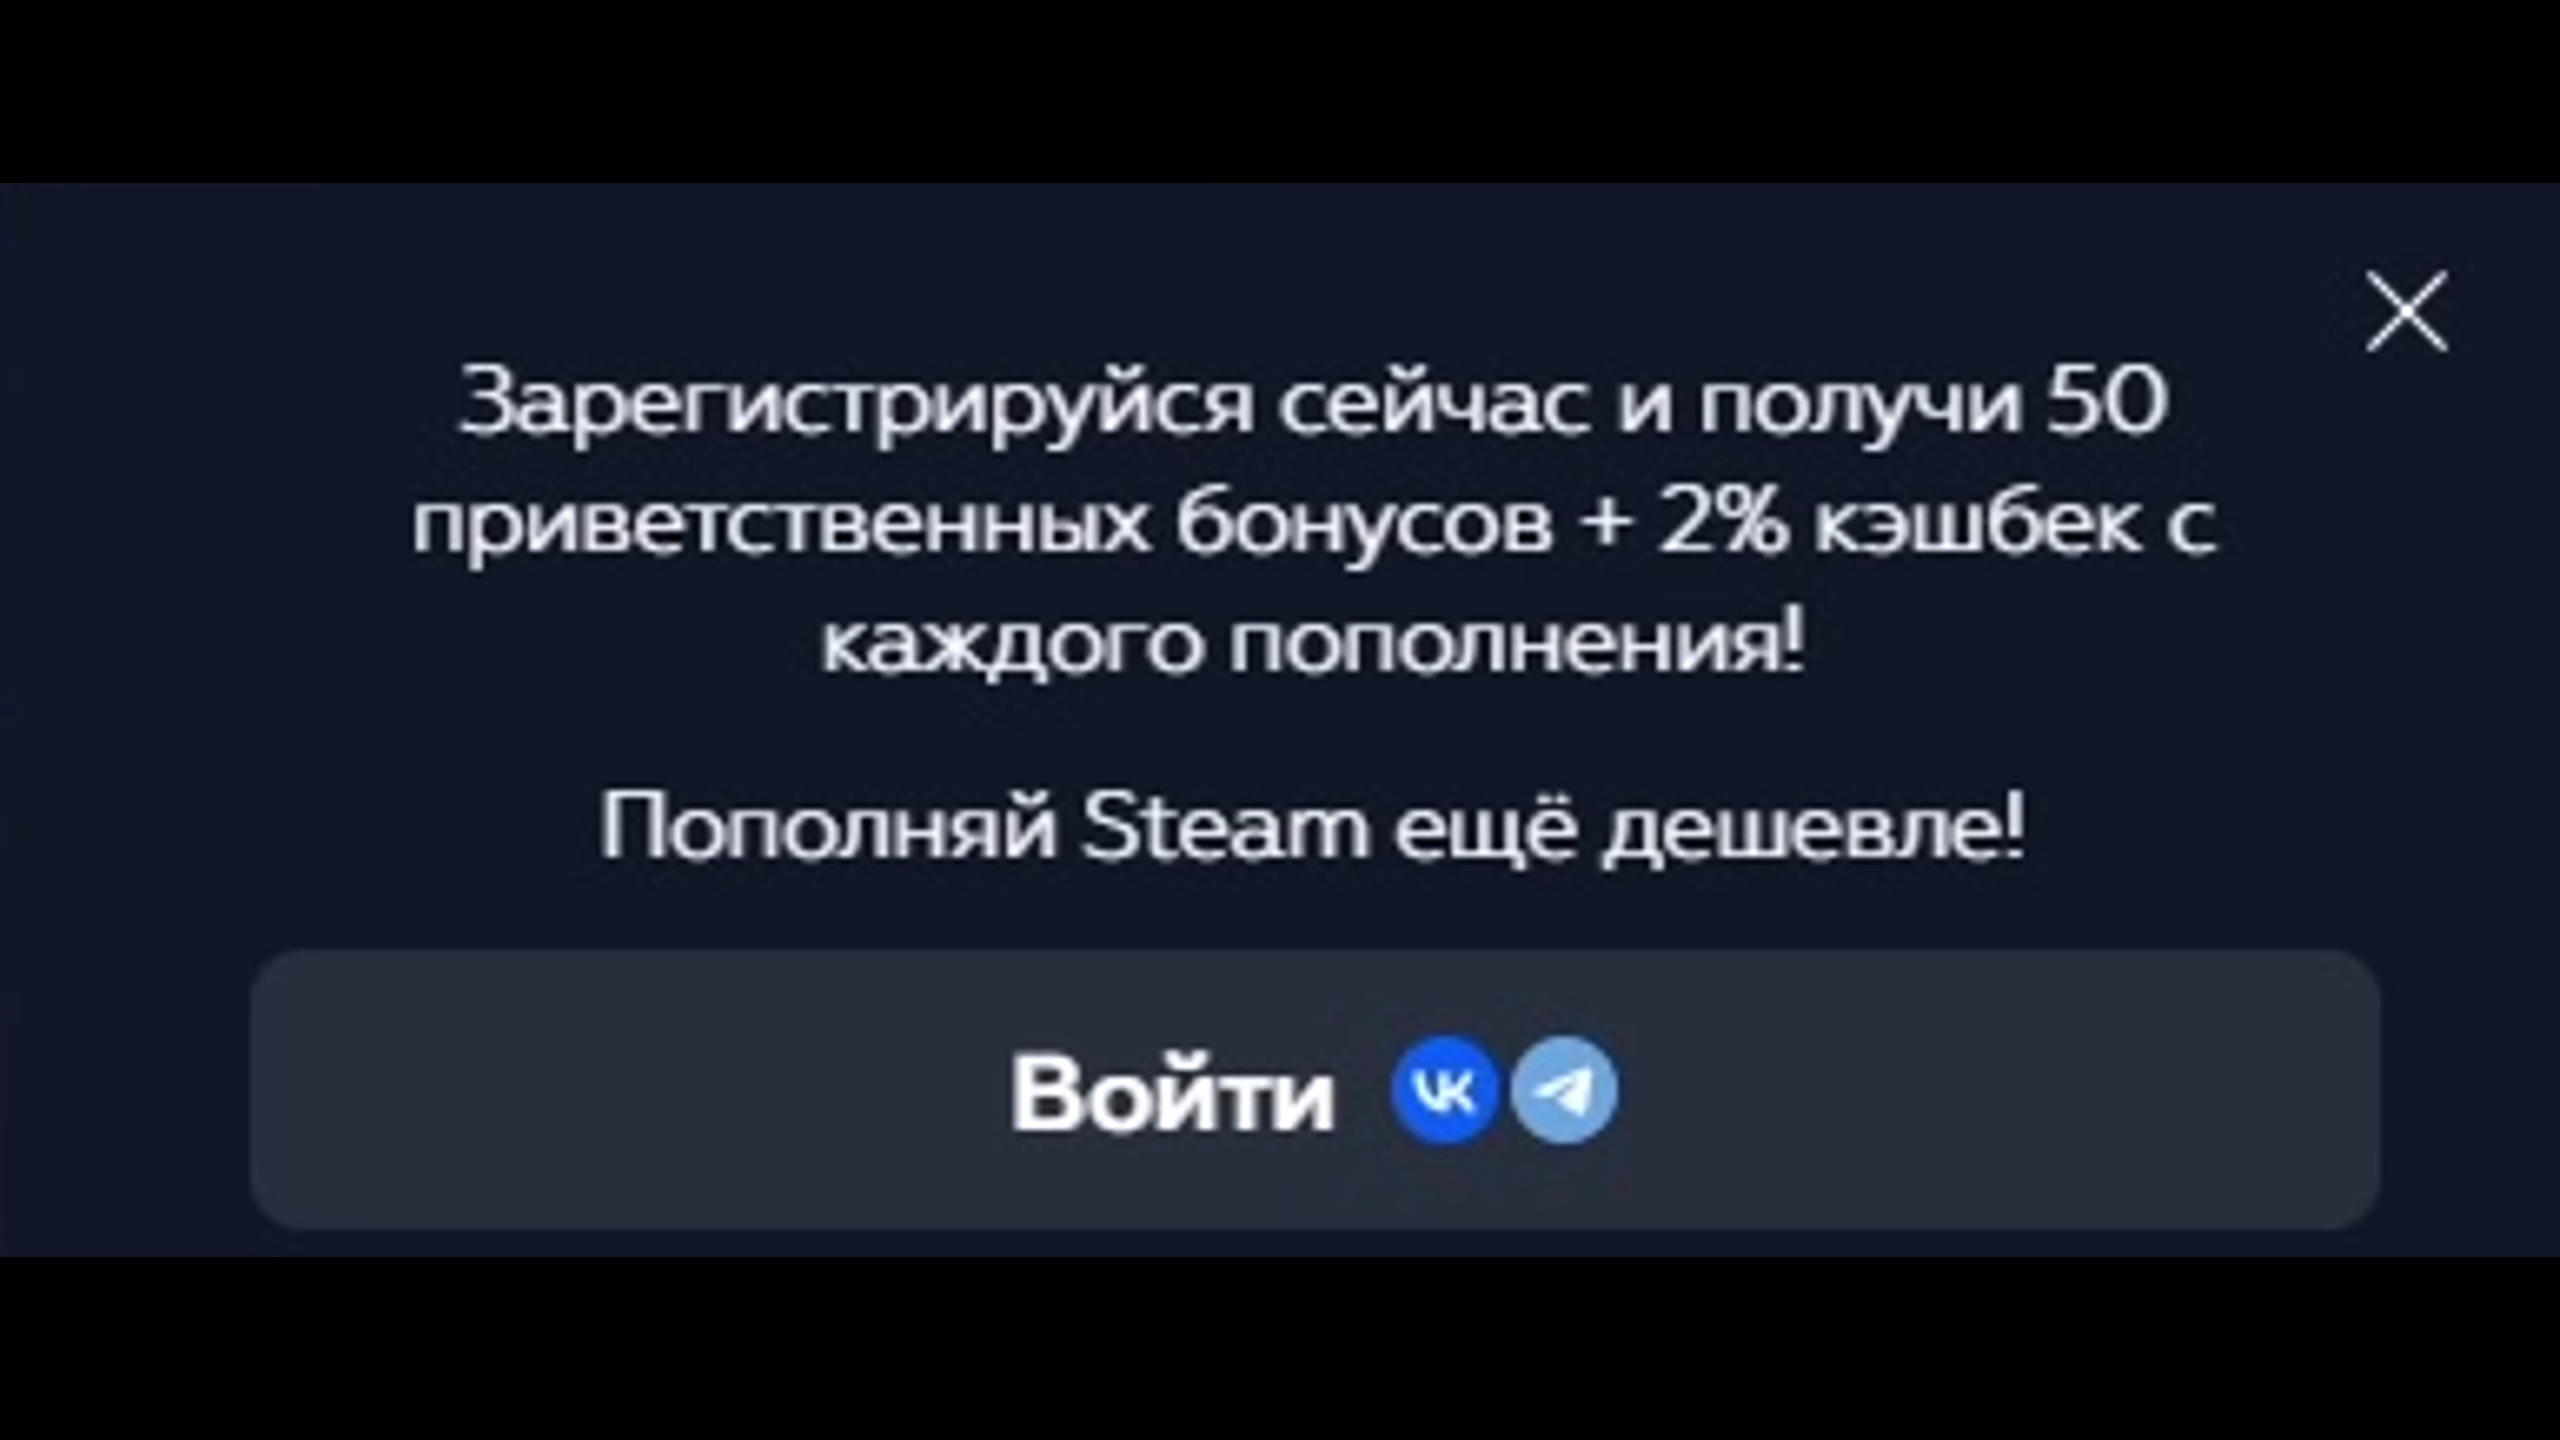 Зарегистрируйся сейчас и получи 50
приветственных бонусов + 2% кэшбек с
каждого пополнения!
Пополняй Steam ещё дешевле!
Войти